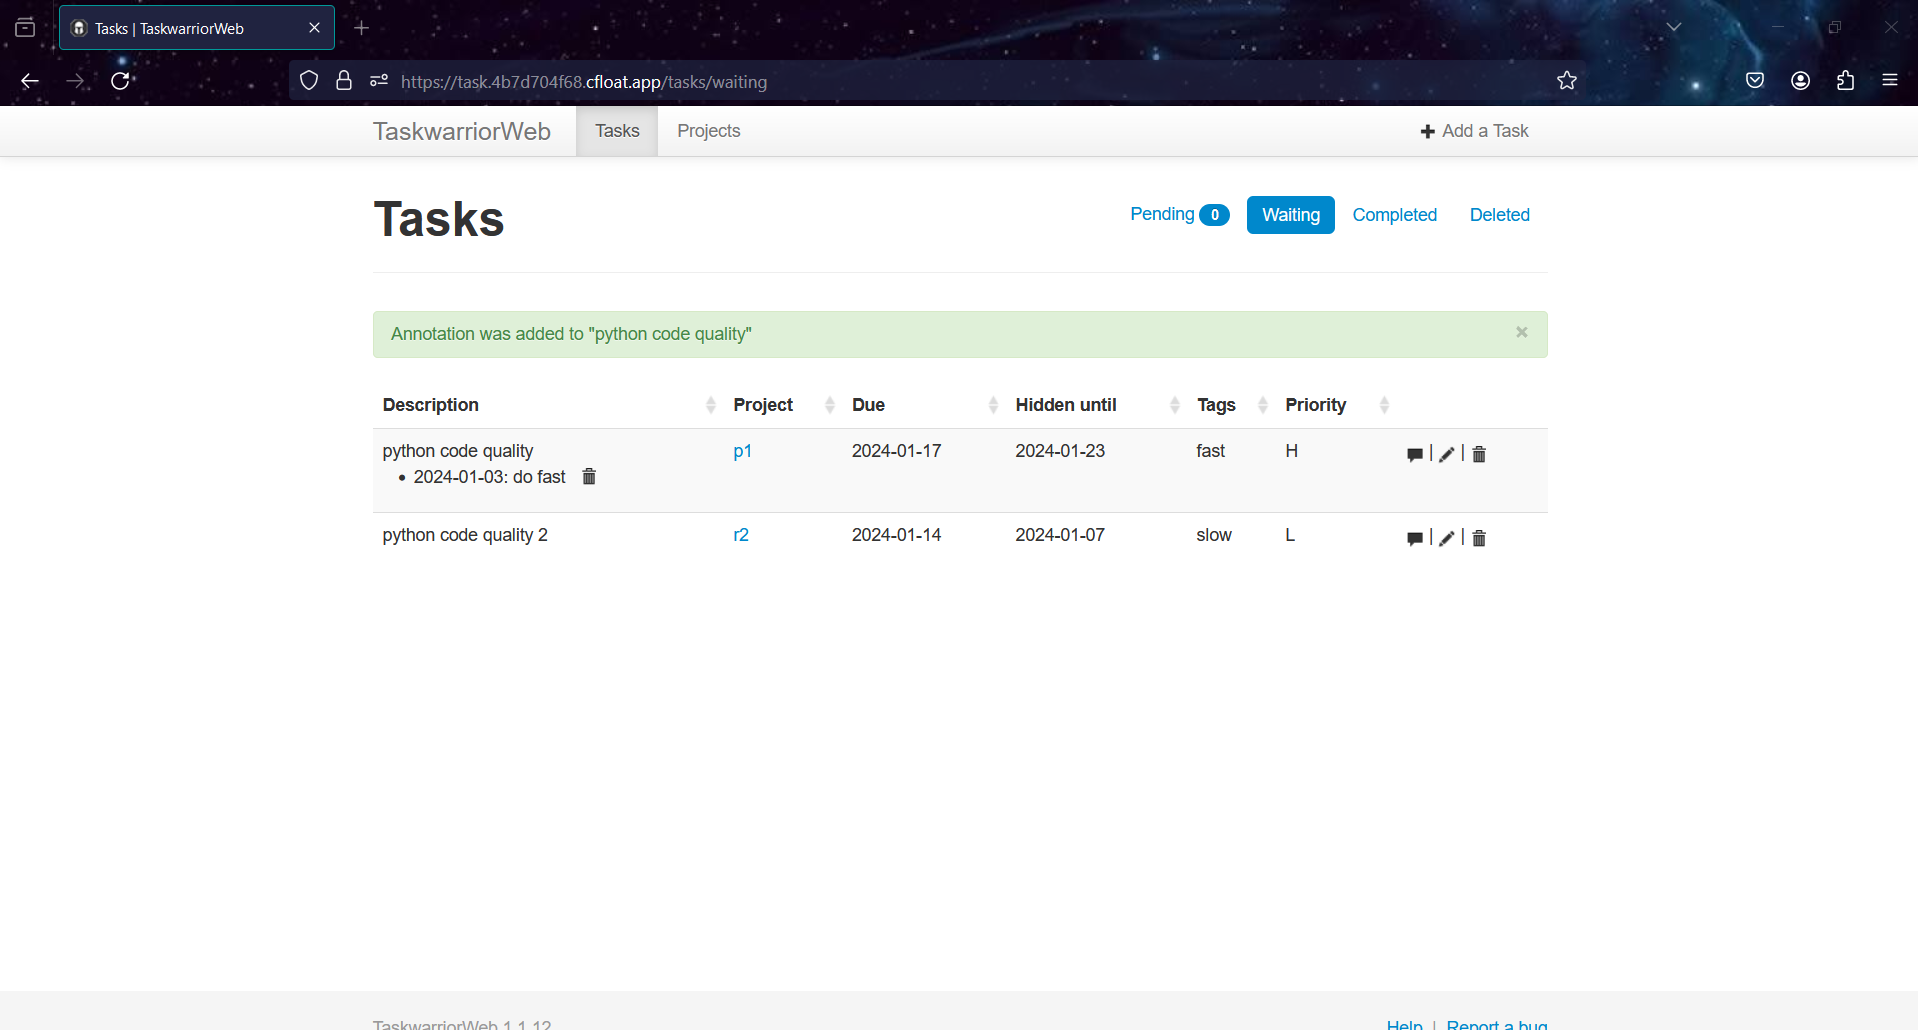 Tasks | TaskwarriorWeb
https://task.4b7d704f68.cfloat.app/tasks/waiting
TaskwarriorWeb Tasks Projects Add a Task
Tasks
Pending 0 Waiting Completed Deleted
Annotation was added to "python code quality" ×
Description Project Due Hidden until Tags Priority
python code quality p1 2024-01-17 2024-01-23 fast H | |
• 2024-01-03: do fast
python code quality 2 r2 2024-01-14 2024-01-07 slow L | |
TaskwarriorWeb 1.1.12 Help | Report a bug